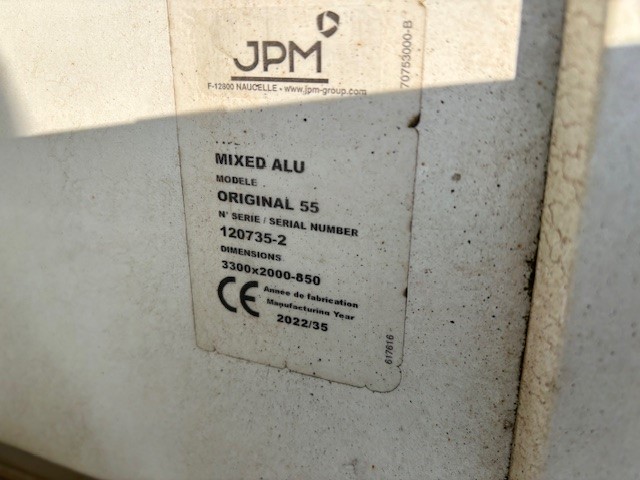 JPM
F-12800 NAUCELLE - www.jpm-group.com
70753000-B
MIXED ALU
MODELE
ORIGINAL 55
N° SERIE / SERIAL NUMBER
120735-2
DIMENSIONS
3300x2000-850
CE
Année de fabrication
Manufacturing Year
2022/35
617616